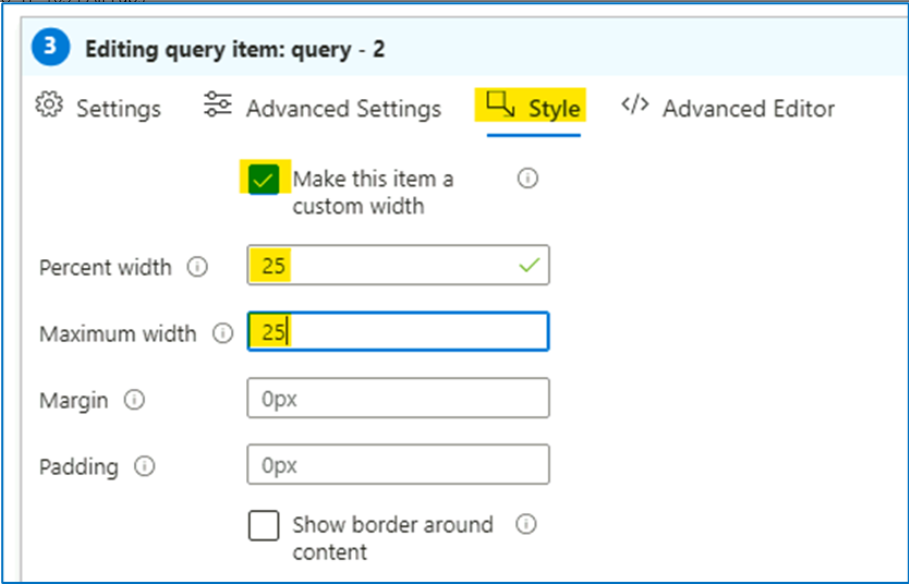 3 Editing query item: query - 2
Settings Advanced Settings Style </> Advanced Editor
Make this item a
custom width
Percent width 25
Maximum width 25
Margin 0px
Padding 0px
Show border around
content